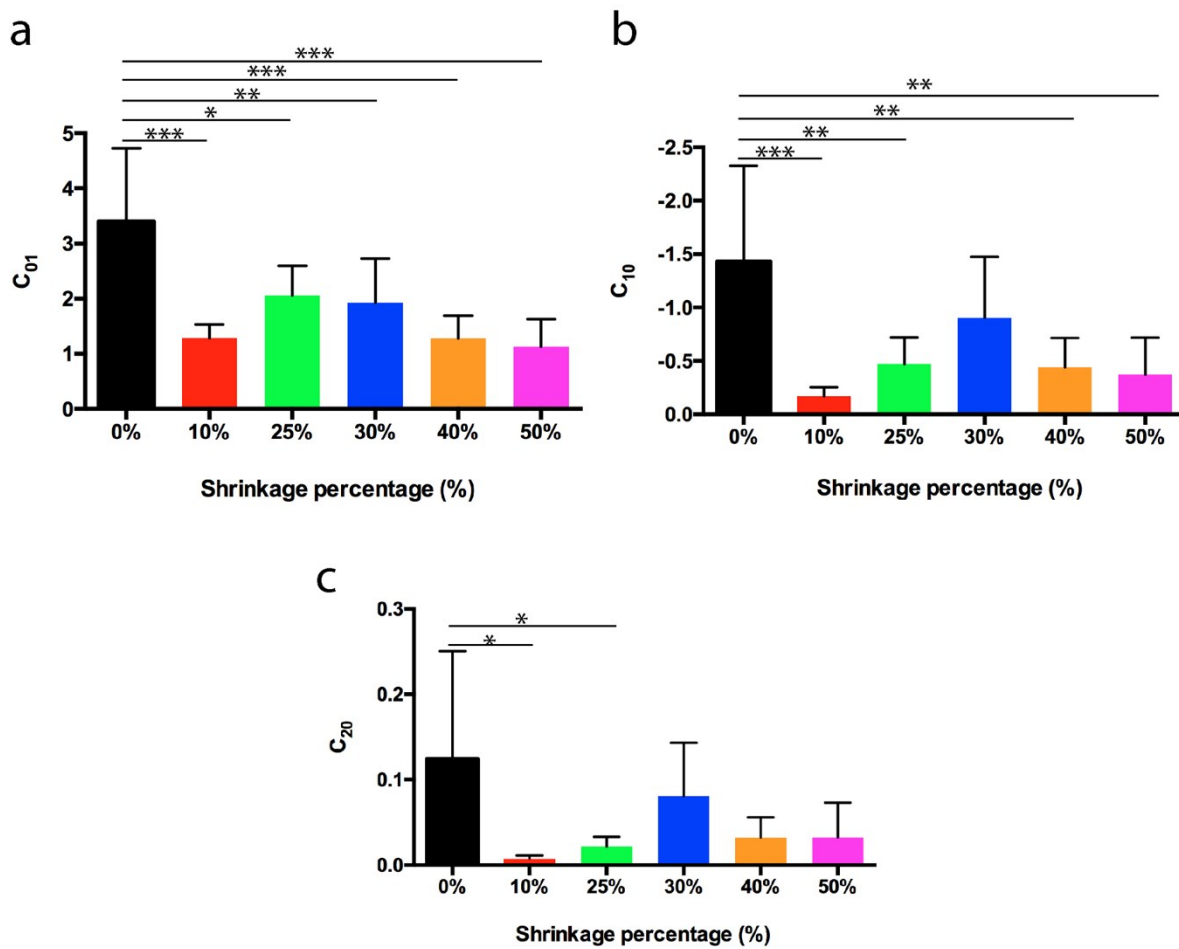 a
***
***
**
*
***
5
4
3
2
1
0
C01
0% 10% 25% 30% 40% 50%
Shrinkage percentage (%)
b
**
**
**
***
-2.5
-2.0
-1.5
-1.0
-0.5
0.0
C10
0% 10% 25% 30% 40% 50%
Shrinkage percentage (%)
c
*
*
0.3
0.2
0.1
0.0
C20
0% 10% 25% 30% 40% 50%
Shrinkage percentage (%)